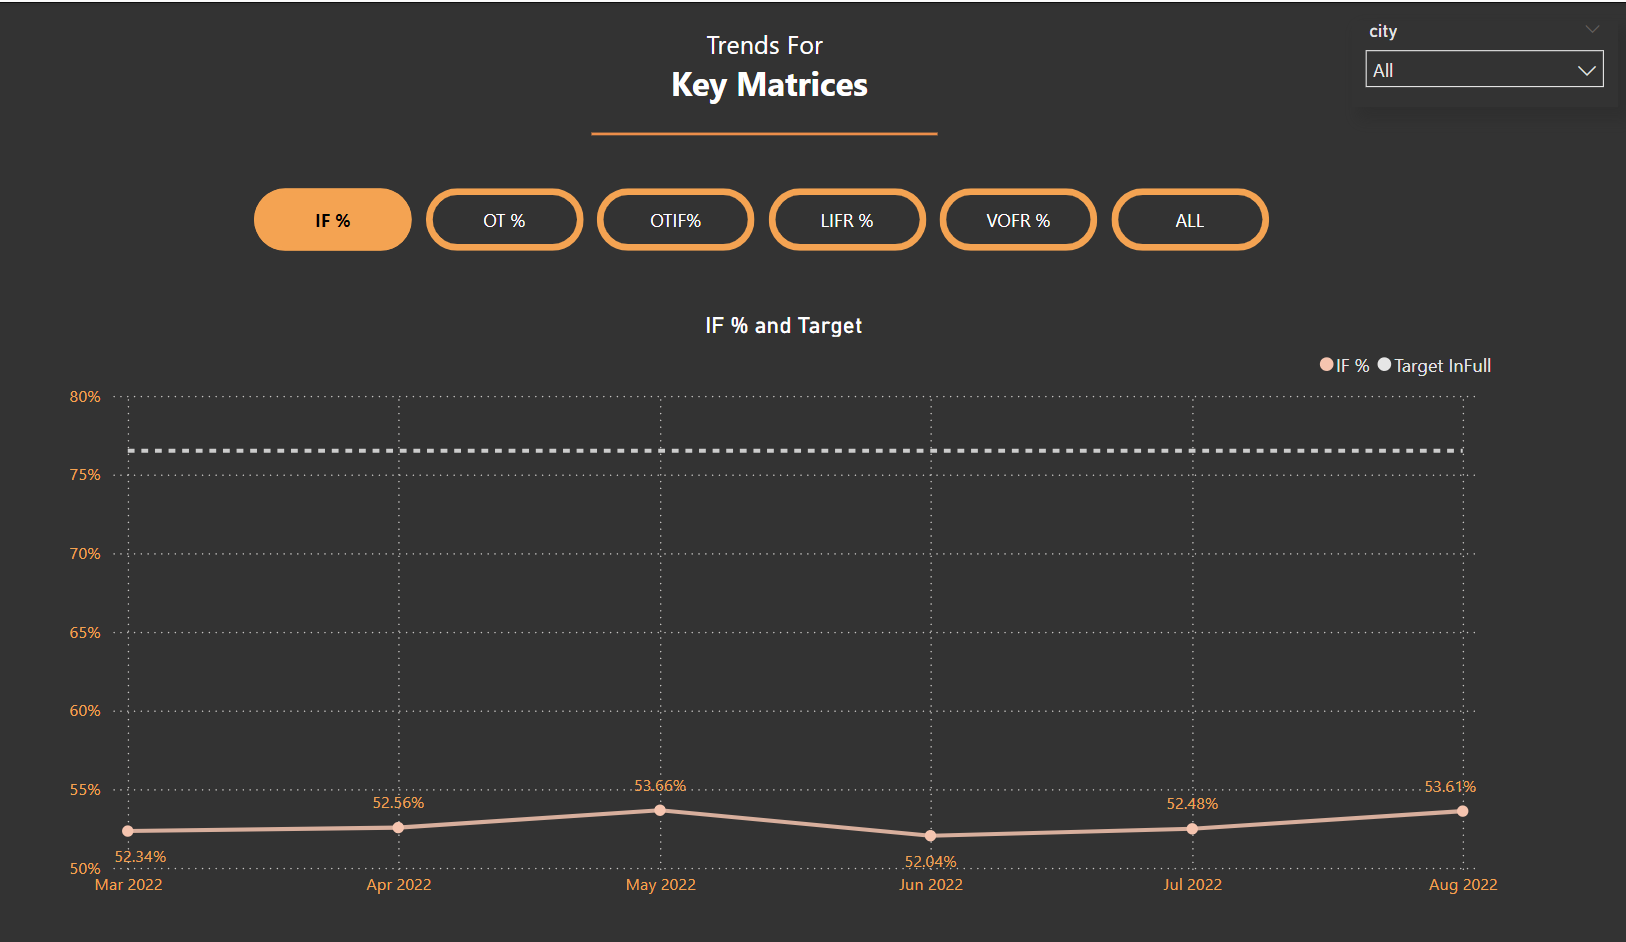 Trends For
Key Matrices
city
All
IF %
OT %
OTIF%
LIFR %
VOFR %
ALL
IF % and Target
IF %
Target InFull
80%
75%
70%
65%
60%
55%
50%
52.34%
52.56%
53.66%
52.04%
52.48%
53.61%
Mar 2022
Apr 2022
May 2022
Jun 2022
Jul 2022
Aug 2022